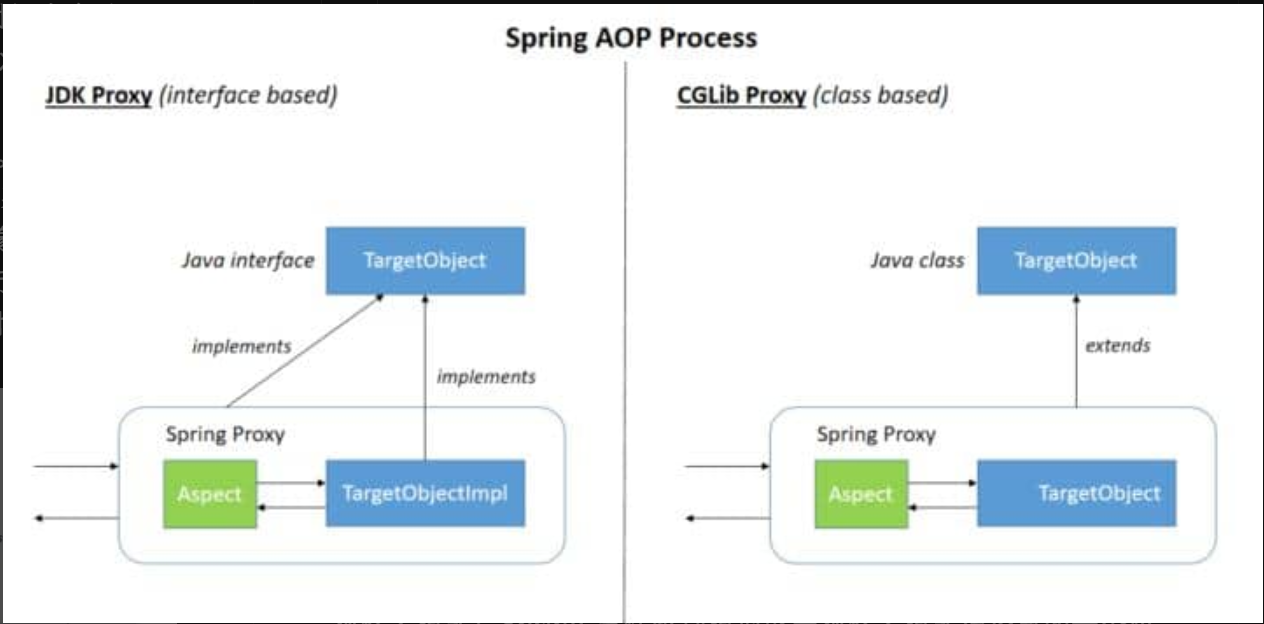 Spring AOP Process
JDK Proxy (interface based)
Java interface
TargetObject
implements
implements
Spring Proxy
Aspect
TargetObjectImpl
CGLib Proxy (class based)
Java class
TargetObject
extends
Spring Proxy
Aspect
TargetObject